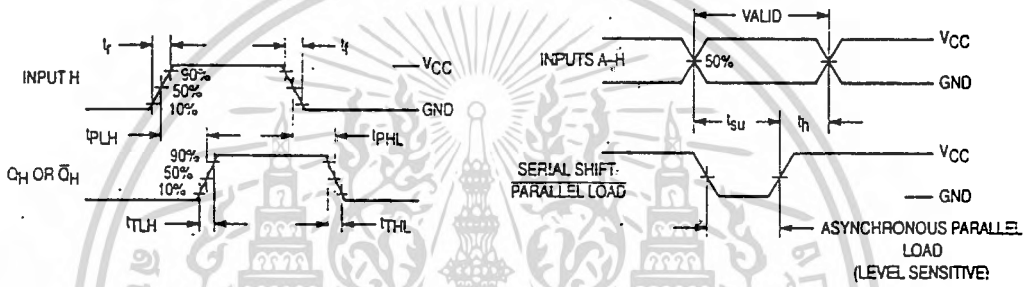 tr
tf
INPUT H
90%
50%
10%
VCC
GND
tPLH
tPHL
QH OR Q̅H
90%
50%
10%
tTLH
tTHL
VALID
INPUTS A–H
50%
VCC
GND
tsu
th
SERIAL SHIFT/
PARALLEL LOAD
VCC
GND
ASYNCHRONOUS PARALLEL
LOAD
(LEVEL SENSITIVE)